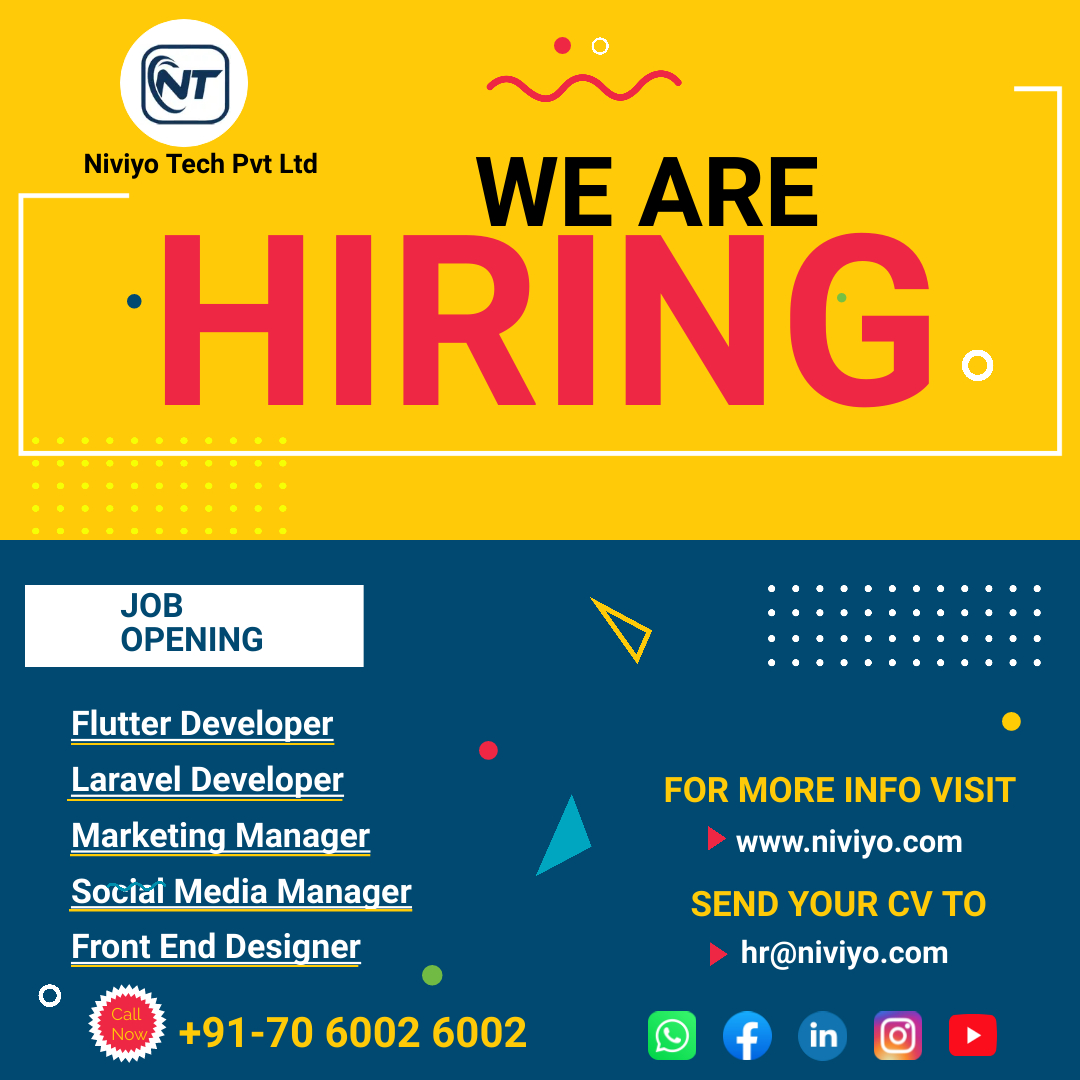 NT
Niviyo Tech Pvt Ltd
WE ARE
HIRING
JOB
OPENING
Flutter Developer
Laravel Developer
Marketing Manager
Social Media Manager
Front End Designer
Call
Now
+91-70 6002 6002
FOR MORE INFO VISIT
www.niviyo.com
SEND YOUR CV TO
hr@niviyo.com
f
in